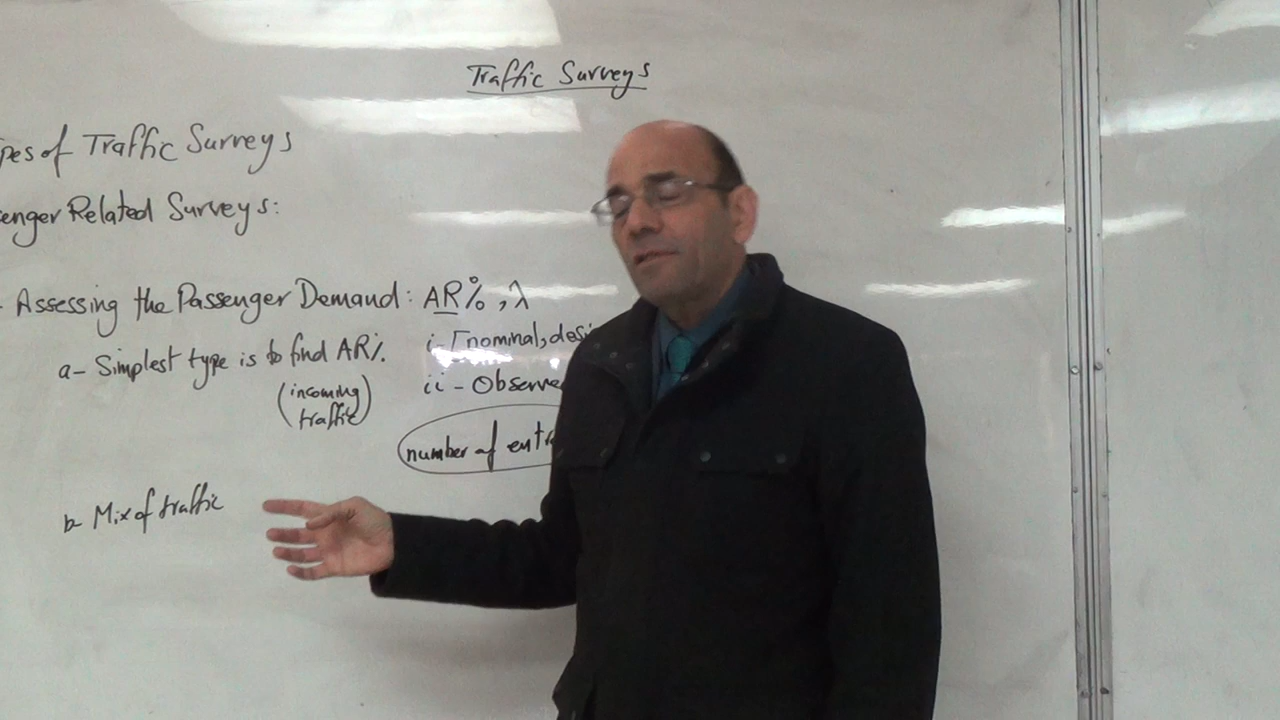 Traffic Surveys
pes of Traffic Surveys
enger Related Surveys:
- Assessing the Passenger Demand: AR%, λ
a- Simplest type is to find AR%.
(incoming traffic)
i- [nominal, desi
ii - Observe
number of entr
b- Mix of traffic